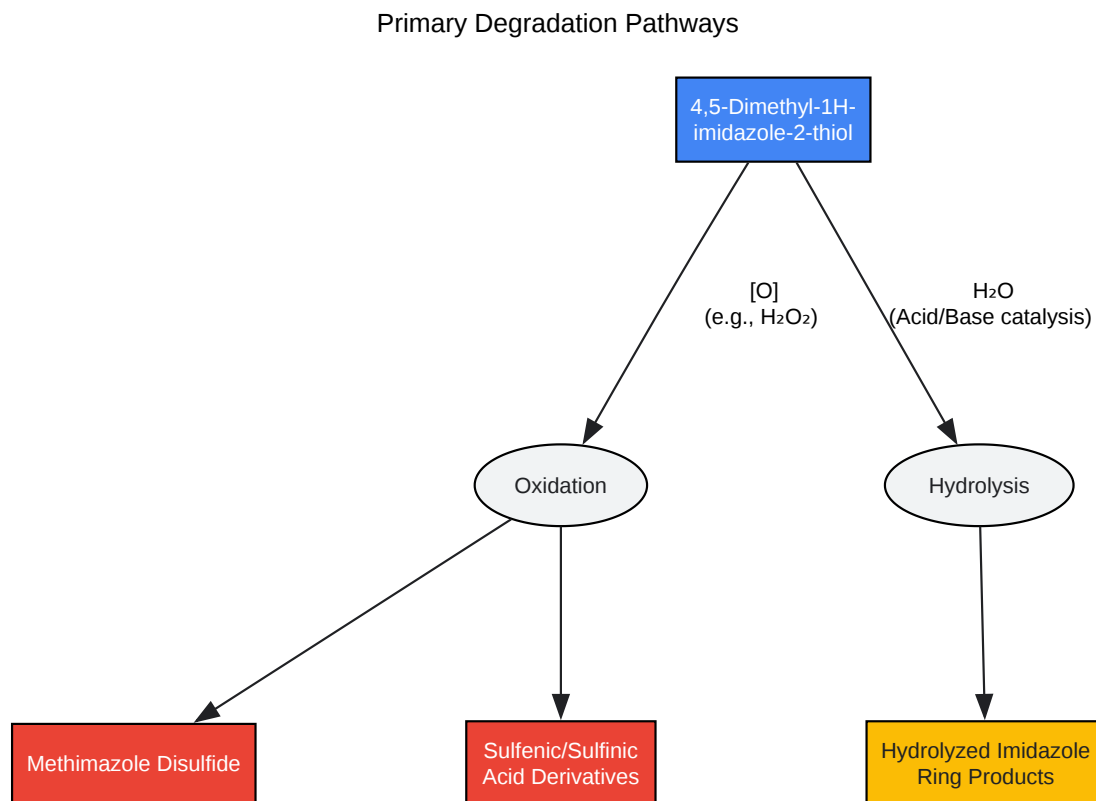 Primary Degradation Pathways
4,5-Dimethyl-1H-
imidazole-2-thiol
[O]
(e.g., H₂O₂)
H₂O
(Acid/Base catalysis)
Oxidation
Hydrolysis
Methimazole Disulfide
Sulfenic/Sulfinic
Acid Derivatives
Hydrolyzed Imidazole
Ring Products